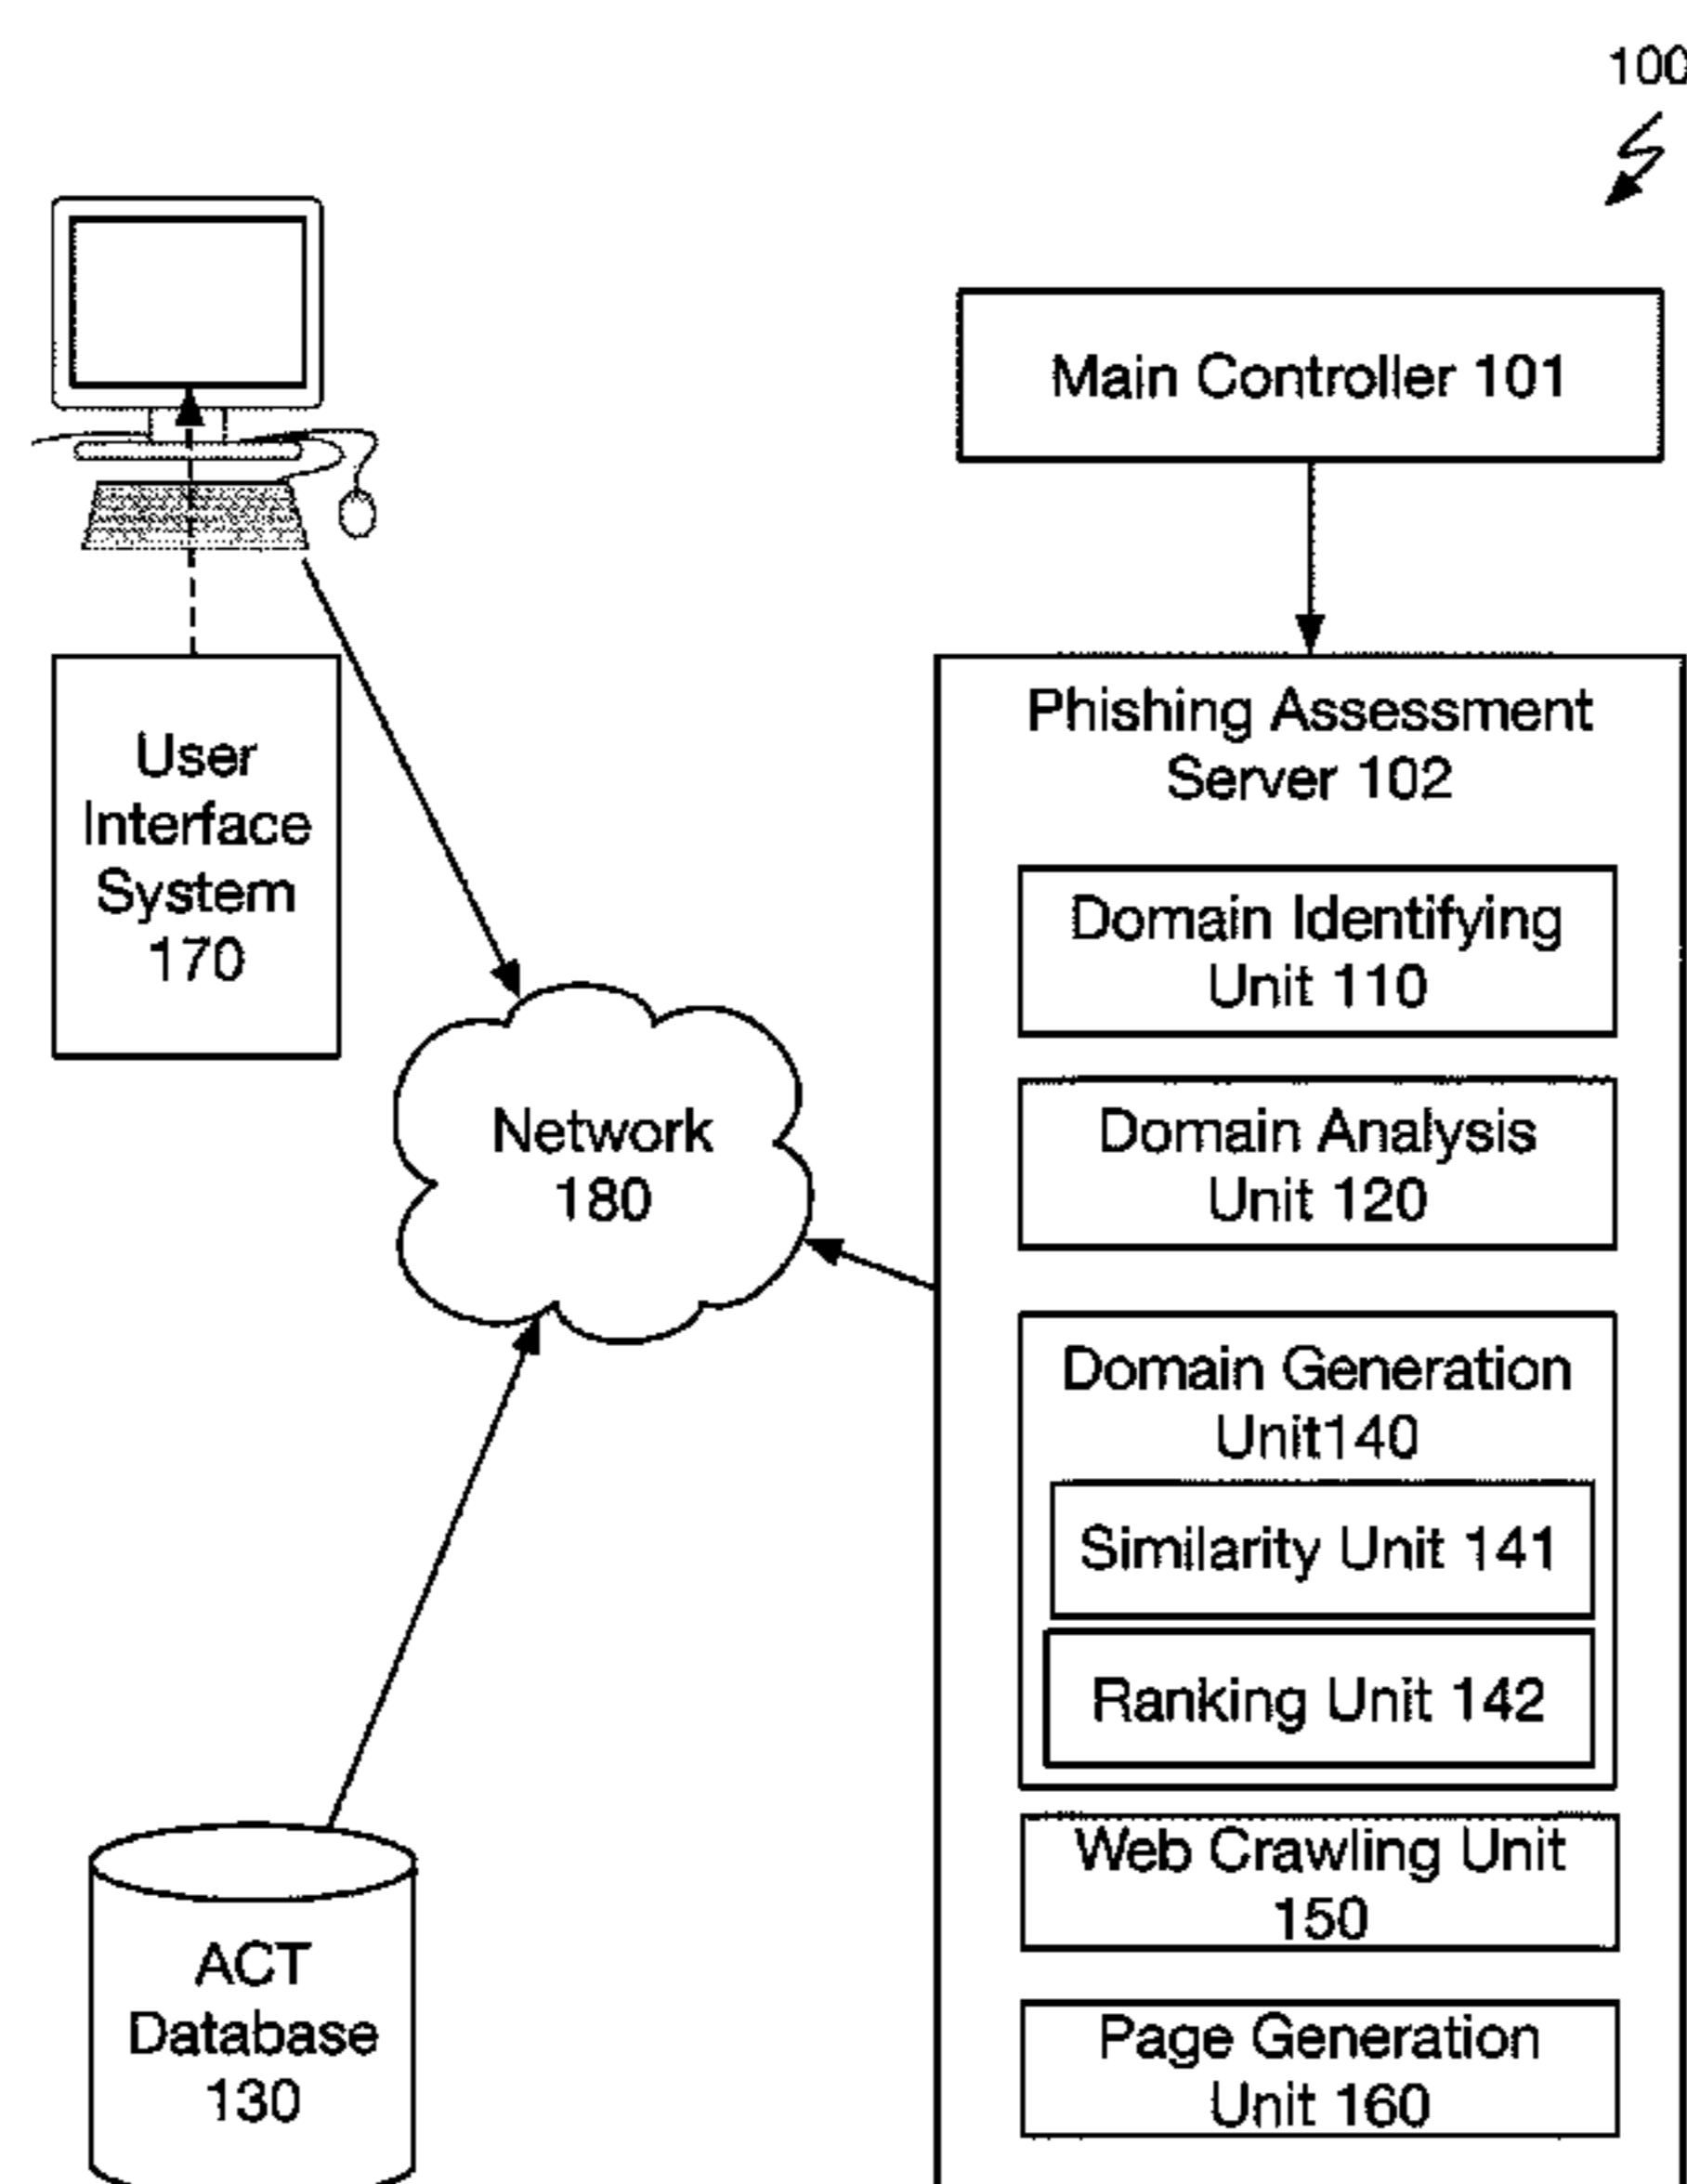 100
Main Controller 101
User
Interface
System
170
Phishing Assessment
Server 102
Domain Identifying
Unit 110
Domain Analysis
Unit 120
Domain Generation
Unit140
Similarity Unit 141
Ranking Unit 142
Web Crawling Unit
150
Page Generation
Unit 160
Network
180
ACT
Database
130